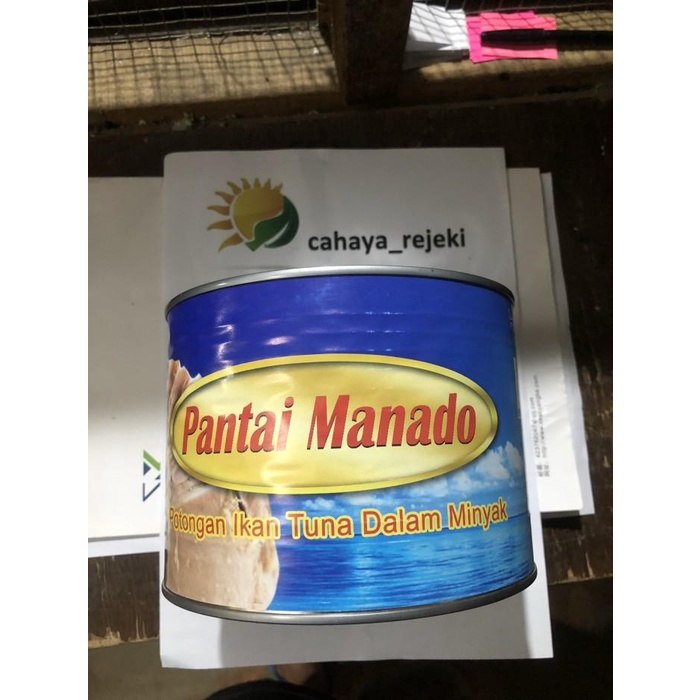 cahaya_rejeki
Pantai Manado
Potongan Ikan Tuna Dalam Minyak